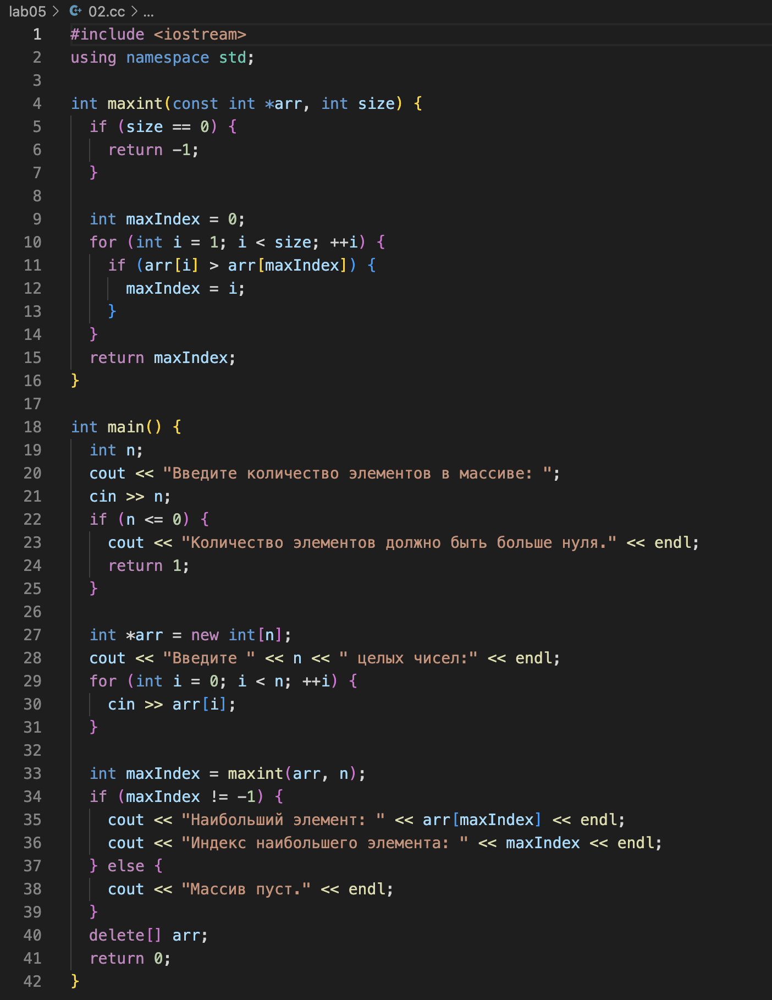 lab05 > C++ 02.cc > ...
1 #include <iostream>
2 using namespace std;
3
4 int maxint(const int *arr, int size) {
5   if (size == 0) {
6     return -1;
7   }
8
9   int maxIndex = 0;
10   for (int i = 1; i < size; ++i) {
11     if (arr[i] > arr[maxIndex]) {
12       maxIndex = i;
13     }
14   }
15   return maxIndex;
16 }
17
18 int main() {
19   int n;
20   cout << "Введите количество элементов в массиве: ";
21   cin >> n;
22   if (n <= 0) {
23     cout << "Количество элементов должно быть больше нуля." << endl;
24     return 1;
25   }
26
27   int *arr = new int[n];
28   cout << "Введите " << n << " целых чисел:" << endl;
29   for (int i = 0; i < n; ++i) {
30     cin >> arr[i];
31   }
32
33   int maxIndex = maxint(arr, n);
34   if (maxIndex != -1) {
35     cout << "Наибольший элемент: " << arr[maxIndex] << endl;
36     cout << "Индекс наибольшего элемента: " << maxIndex << endl;
37   } else {
38     cout << "Массив пуст." << endl;
39   }
40   delete[] arr;
41   return 0;
42 }